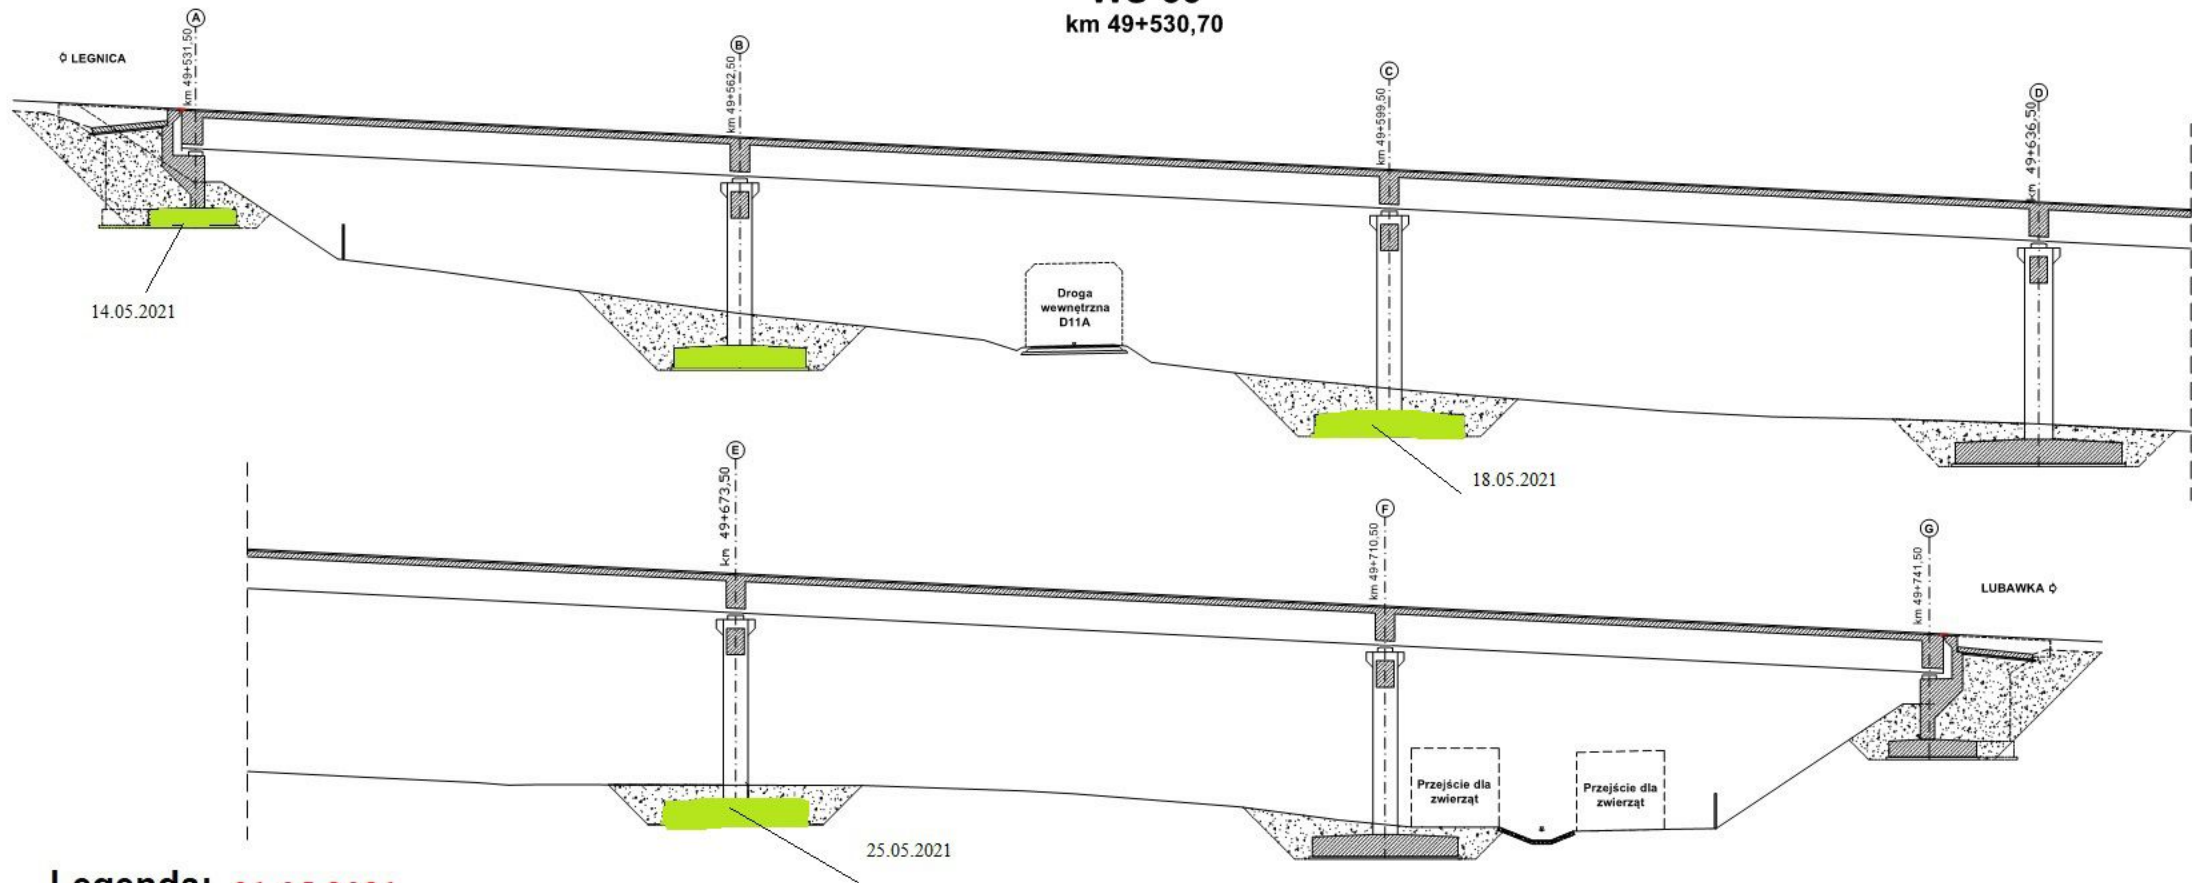 km 49+530,70
A
B
C
D
LEGNICA
km 49+531,50
km 49+562,50
km 49+599,50
km 49+636,50
Droga
wewnętrzna
D11A
14.05.2021
18.05.2021
E
F
G
km 49+673,50
km 49+710,50
km 49+741,50
LUBAWKA
Przejście dla
zwierząt
Przejście dla
zwierząt
25.05.2021
Legenda: